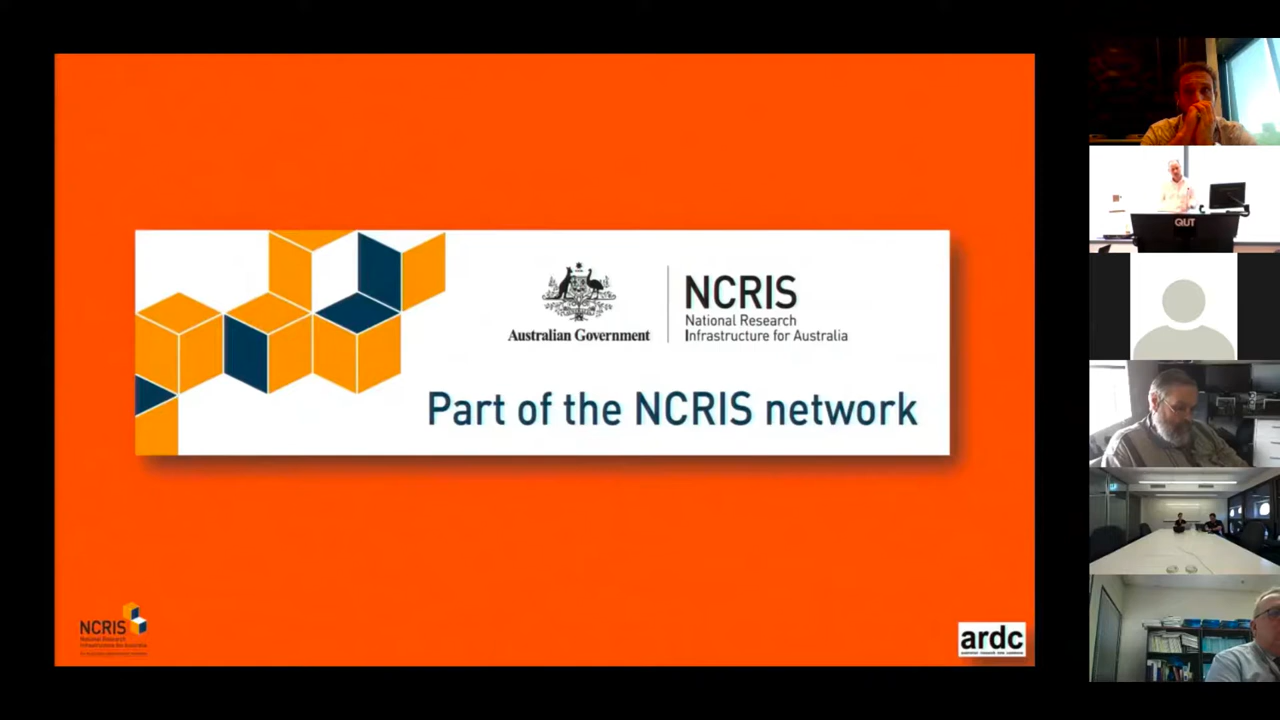 Australian Government
NCRIS
National Research
Infrastructure for Australia
Part of the NCRIS network
NCRIS
National Research
Infrastructure for Australia
ardc
QUT